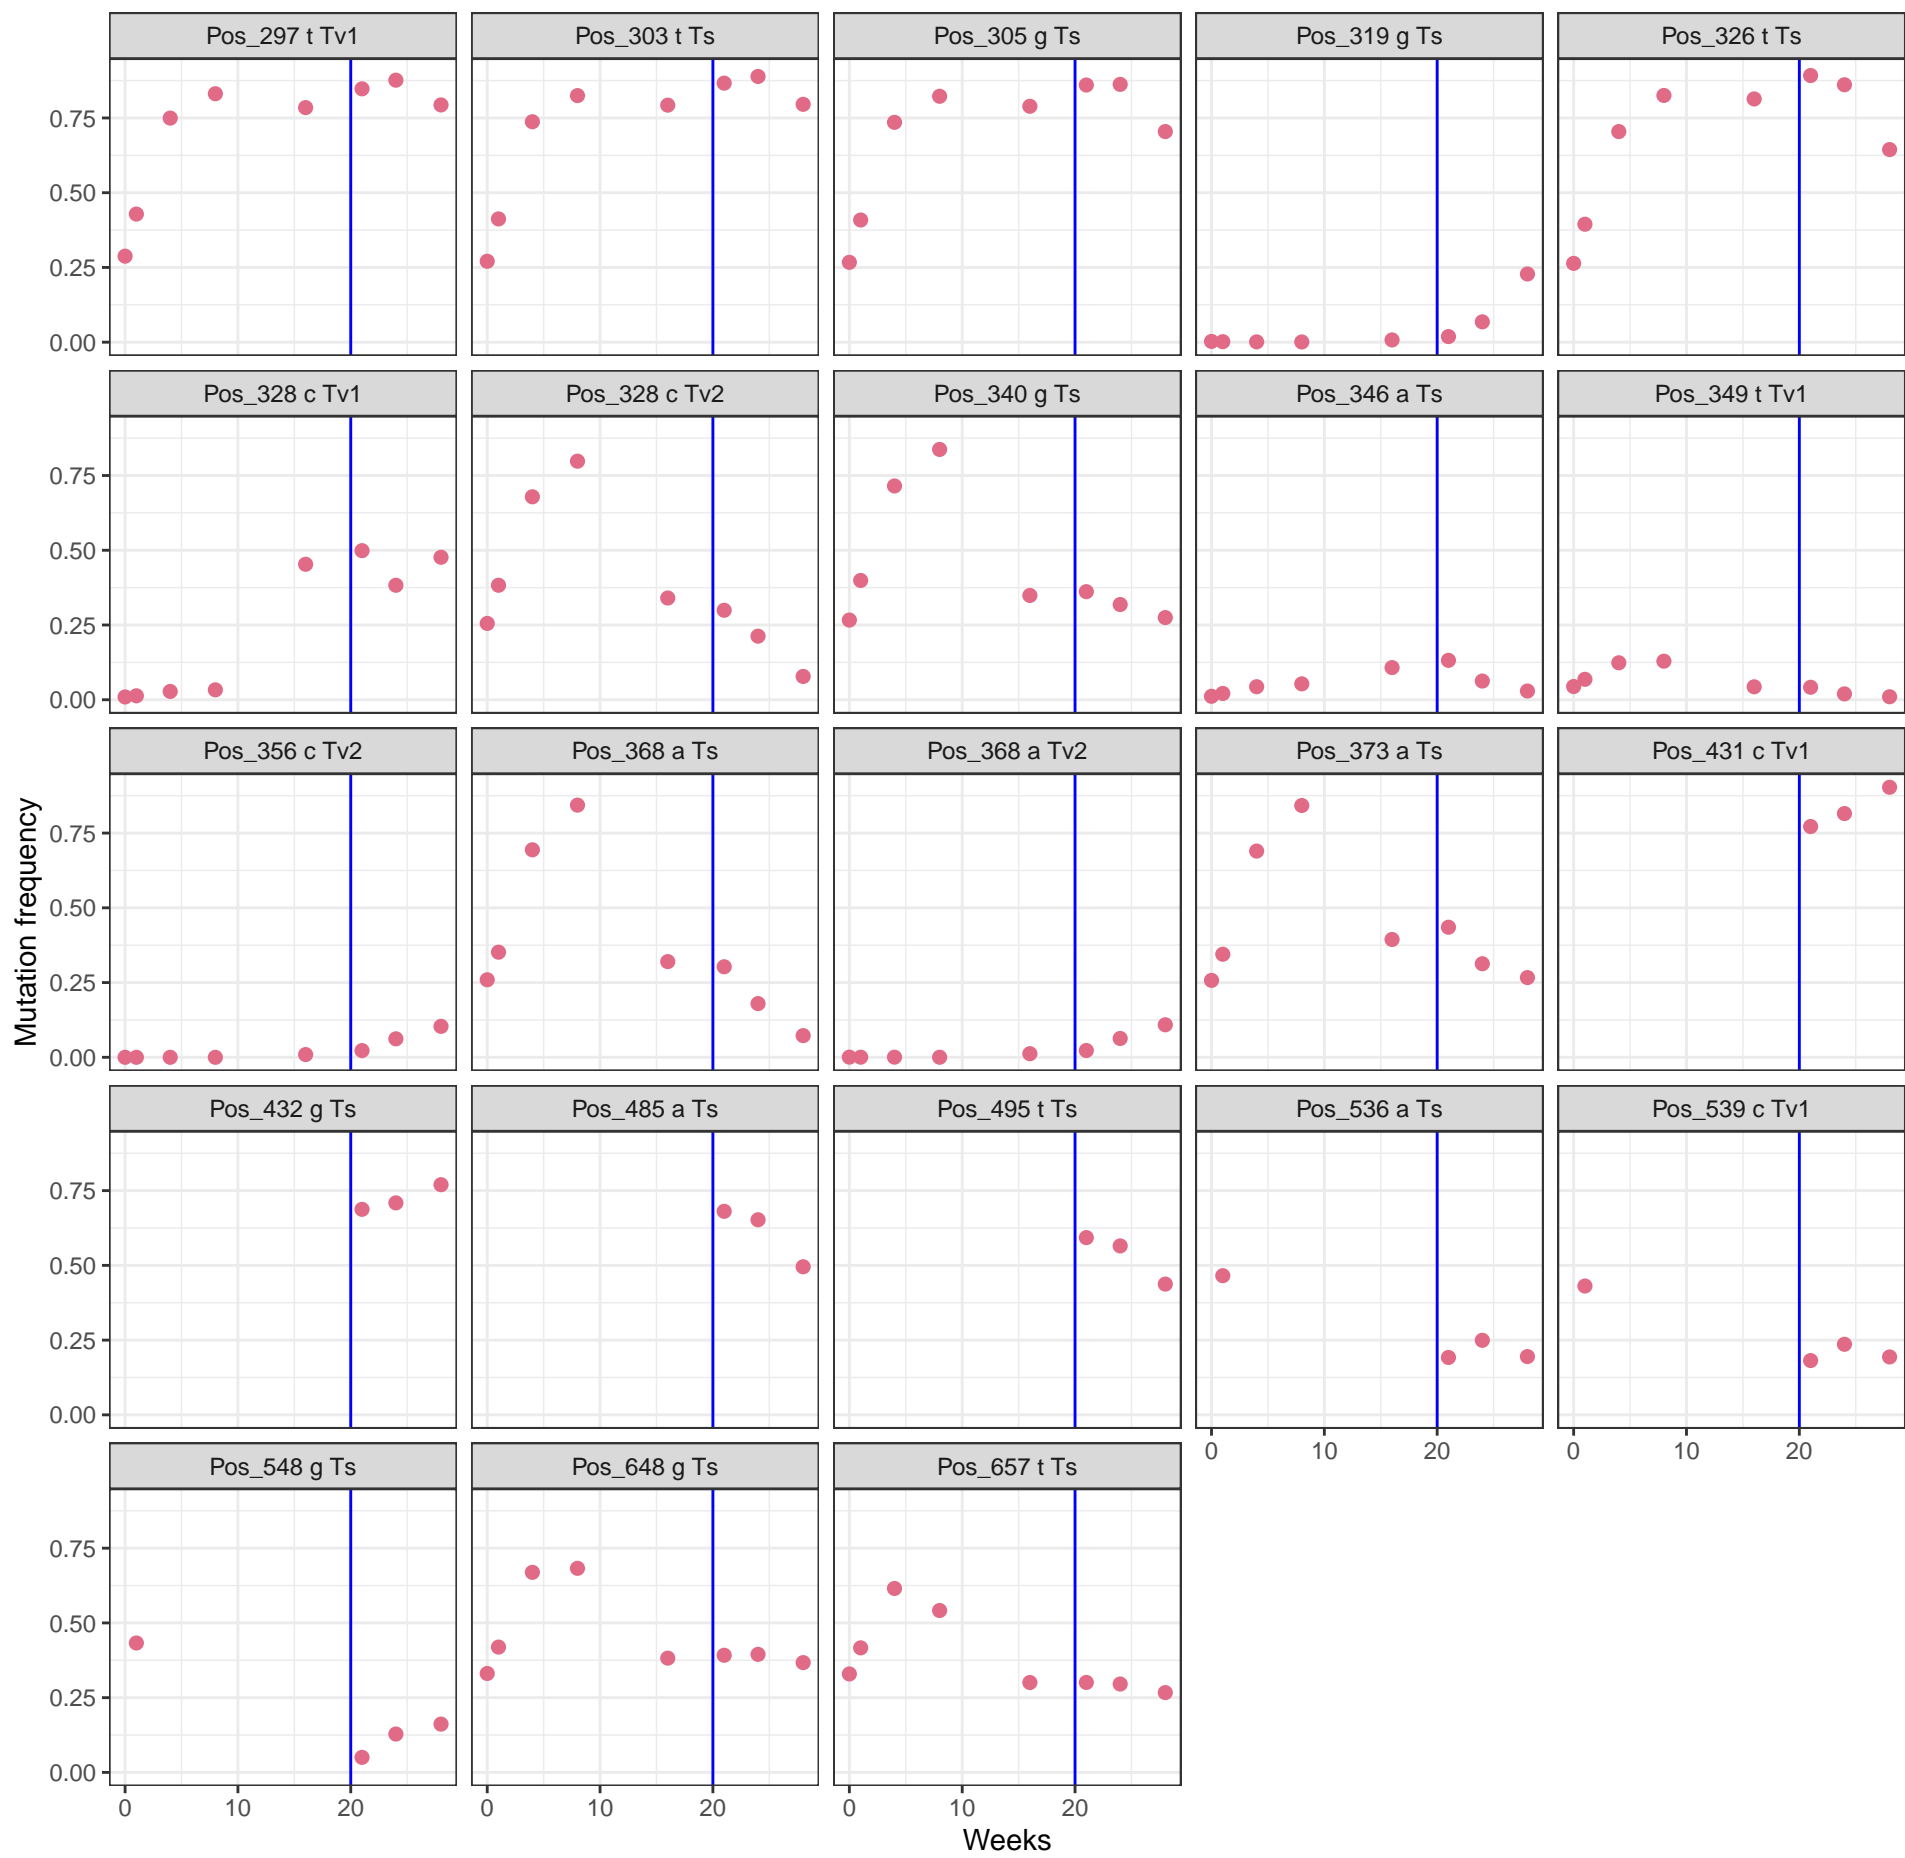 Pos_297 t Tv1
Pos_303 t Ts
Pos_305 g Ts
Pos_319 g Ts
Pos_326 t Ts
0.75
0.50
0.25
0.00
Pos_328 c Tv1
Pos_328 c Tv2
Pos_340 g Ts
Pos_346 a Ts
Pos_349 t Tv1
0.75
0.50
0.25
0.00
Pos_356 c Tv2
Pos_368 a Ts
Pos_368 a Tv2
Pos_373 a Ts
Pos_431 c Tv1
0.75
0.50
0.25
0.00
Mutation frequency
Pos_432 g Ts
Pos_485 a Ts
Pos_495 t Ts
Pos_536 a Ts
Pos_539 c Tv1
0.75
0.50
0.25
0.00
0 10 20
0 10 20
Pos_548 g Ts
Pos_648 g Ts
Pos_657 t Ts
0.75
0.50
0.25
0.00
0 10 20
0 10 20
0 10 20
Weeks